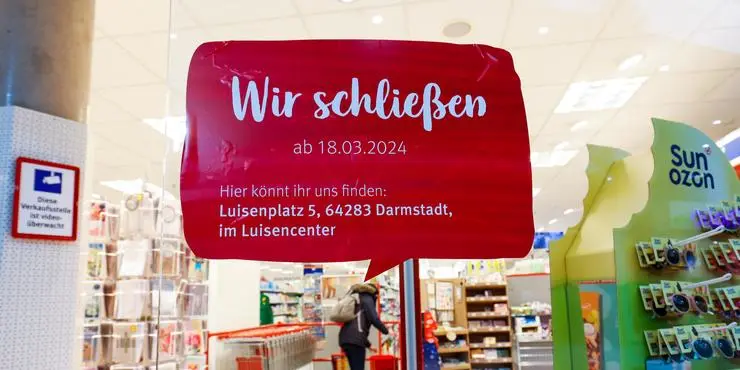 Wir schließen
ab 18.03.2024
Hier könnt ihr uns finden:
Luisenplatz 5, 64283 Darmstadt,
im Luisencenter
Diese
Verkaufsstelle
ist video-
überwacht
Sun
ozon